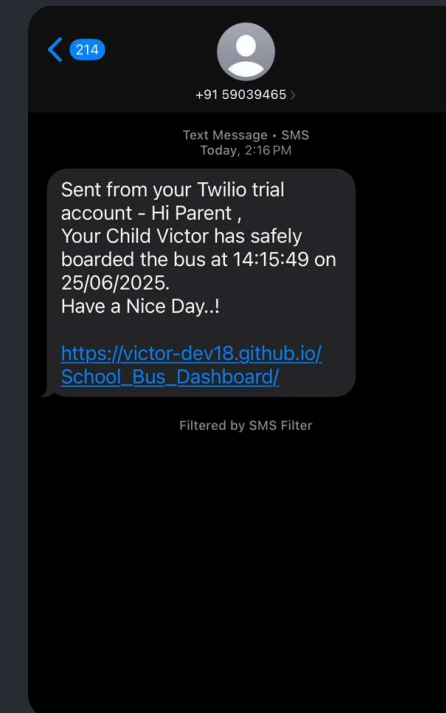 214
+91 59039465 >
Text Message • SMS
Today, 2:16 PM
Sent from your Twilio trial
account - Hi Parent ,
Your Child Victor has safely
boarded the bus at 14:15:49 on
25/06/2025.
Have a Nice Day..!
https://victor-dev18.github.io/
School_Bus_Dashboard/
Filtered by SMS Filter